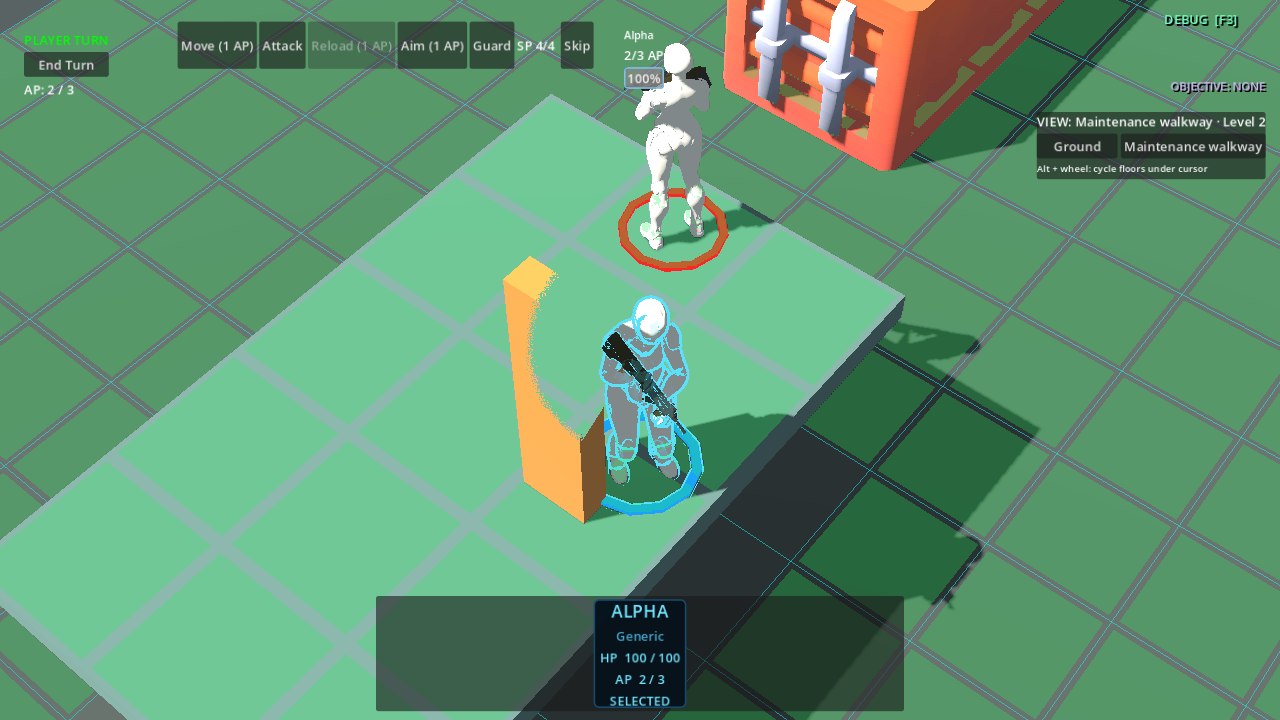 PLAYER TURN
End Turn
AP: 2 / 3
Move (1 AP) Attack Reload (1 AP) Aim (1 AP) Guard SP 4/4 Skip
Alpha
2/3 AP
100%
DEBUG [F3]
OBJECTIVE: NONE
VIEW: Maintenance walkway · Level 2
Ground Maintenance walkway
Alt + wheel: cycle floors under cursor
ALPHA
Generic
HP 100 / 100
AP 2 / 3
SELECTED